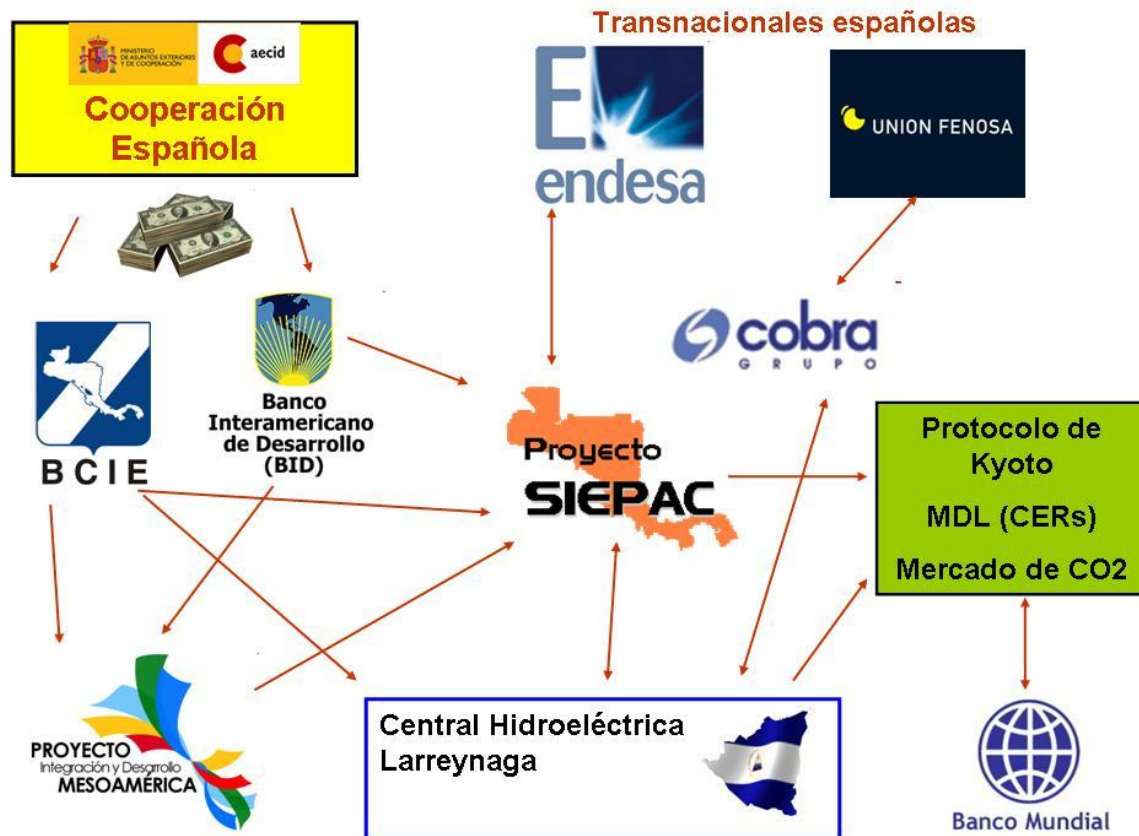 Transnacionales españolas
MINISTERIO
DE ASUNTOS EXTERIORES
Y DE COOPERACIÓN
aecid
Cooperación
Española
E
endesa
UNION FENOSA
cobra
GRUPO
BCIE
Banco
Interamericano
de Desarrollo
(BID)
Proyecto
SIEPAC
Protocolo de
Kyoto
MDL (CERs)
Mercado de CO2
PROYECTO
Integración y Desarrollo
MESOAMÉRICA
Central Hidroeléctrica
Larreynaga
Banco Mundial